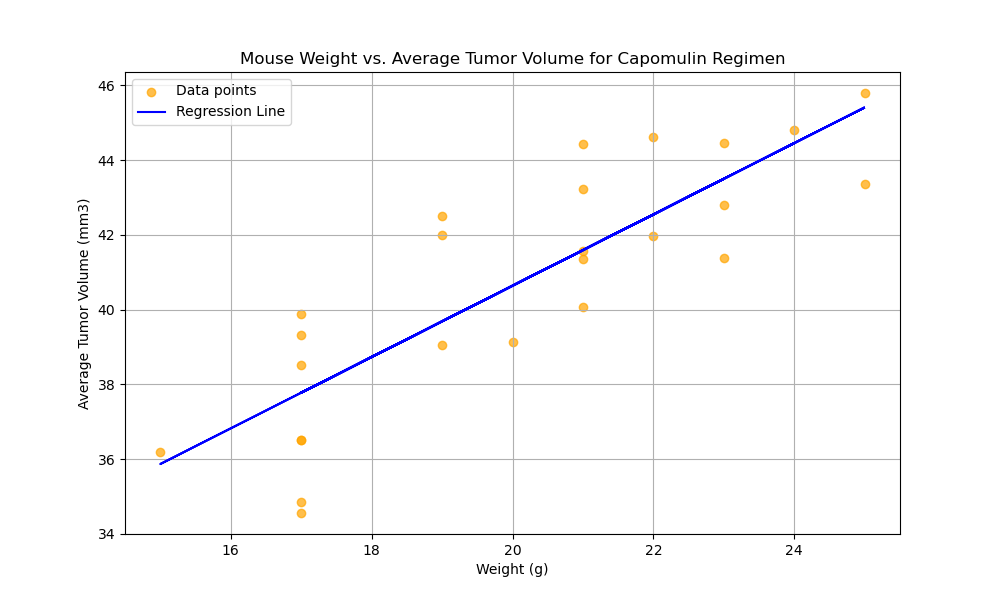 Mouse Weight vs. Average Tumor Volume for Capomulin Regimen
Data points
Regression Line
Average Tumor Volume (mm3)
46
44
42
40
38
36
34
16
18
20
22
24
Weight (g)